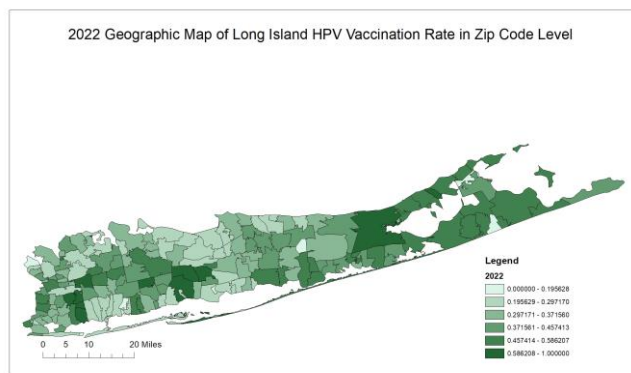 2022 Geographic Map of Long Island HPV Vaccination Rate in Zip Code Level
Legend
2022
0.000000 - 0.195628
0.195629 - 0.297170
0.297171 - 0.371560
0.371561 - 0.457413
0.457414 - 0.586207
0.586208 - 1.000000
0 5 10 20 Miles